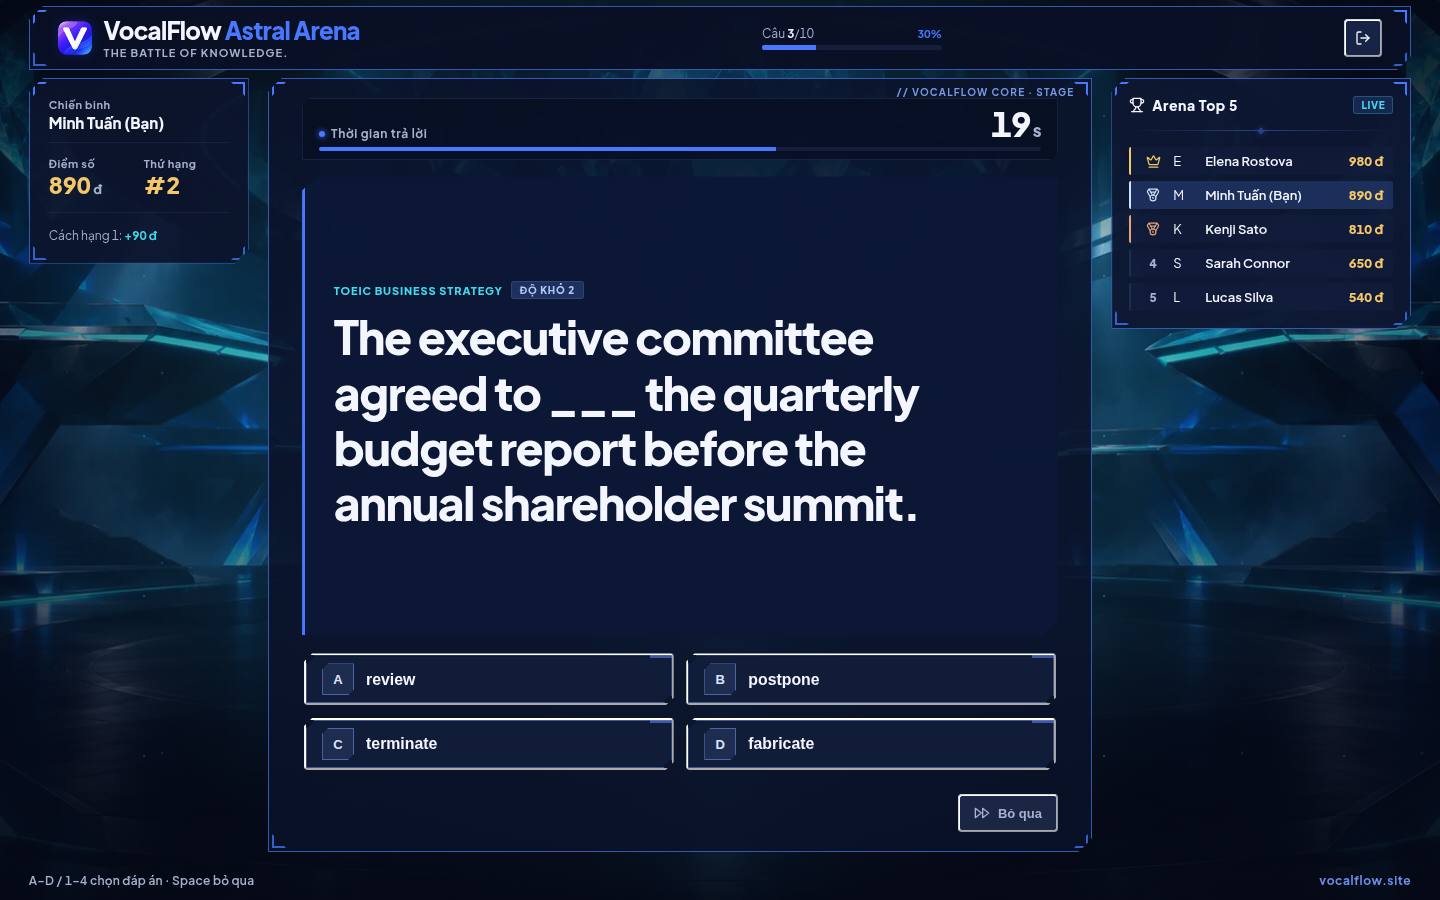 VocalFlow Astral Arena
THE BATTLE OF KNOWLEDGE.
Câu 3/10
30%
Chiến binh
Minh Tuấn (Bạn)
Điểm số
Thứ hạng
890 đ
#2
Cách hạng 1: +90 đ
// VOCALFLOW CORE · STAGE
Thời gian trả lời
19 s
TOEIC BUSINESS STRATEGY
ĐỘ KHÓ 2
The executive committee
agreed to ___ the quarterly
budget report before the
annual shareholder summit.
A review
B postpone
C terminate
D fabricate
Bỏ qua
Arena Top 5
LIVE
E Elena Rostova 980 đ
M Minh Tuấn (Bạn) 890 đ
K Kenji Sato 810 đ
4 S Sarah Connor 650 đ
5 L Lucas Silva 540 đ
A–D / 1–4 chọn đáp án · Space bỏ qua
vocalflow.site